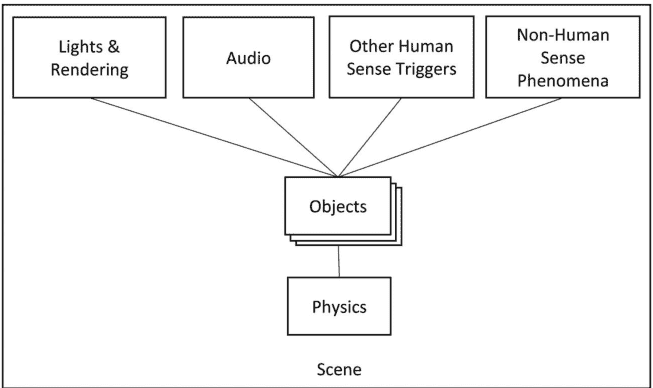 Lights &
Rendering
Audio
Other Human
Sense Triggers
Non-Human
Sense
Phenomena
Objects
Physics
Scene